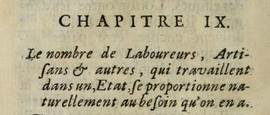 CHAPITRE IX.
Le nombre de Laboureurs, Arti-
ſans & autres, qui travaillent
dans un, Etat, ſe proportionne na-
turellement au beſoin qu'on en a.